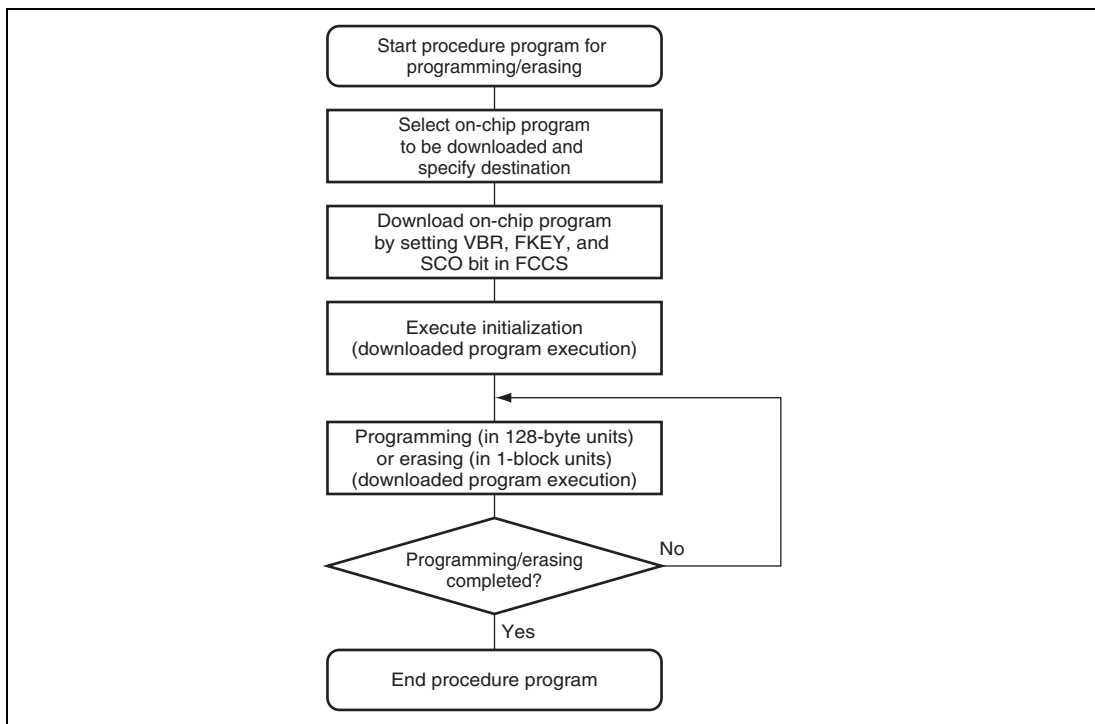 Start procedure program for
programming/erasing
Select on-chip program
to be downloaded and
specify destination
Download on-chip program
by setting VBR, FKEY, and
SCO bit in FCCS
Execute initialization
(downloaded program execution)
Programming (in 128-byte units)
or erasing (in 1-block units)
(downloaded program execution)
Programming/erasing
completed?
No
Yes
End procedure program